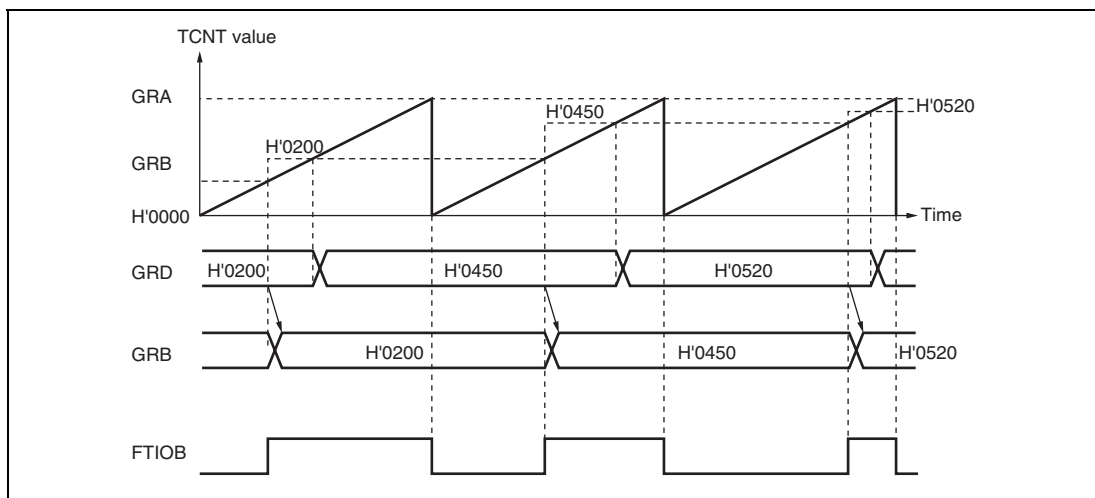 TCNT value
GRA
H'0520
H'0450
H'0200
GRB
H'0000
Time
GRD
H'0200
H'0450
H'0520
GRB
H'0200
H'0450
H'0520
FTIOB